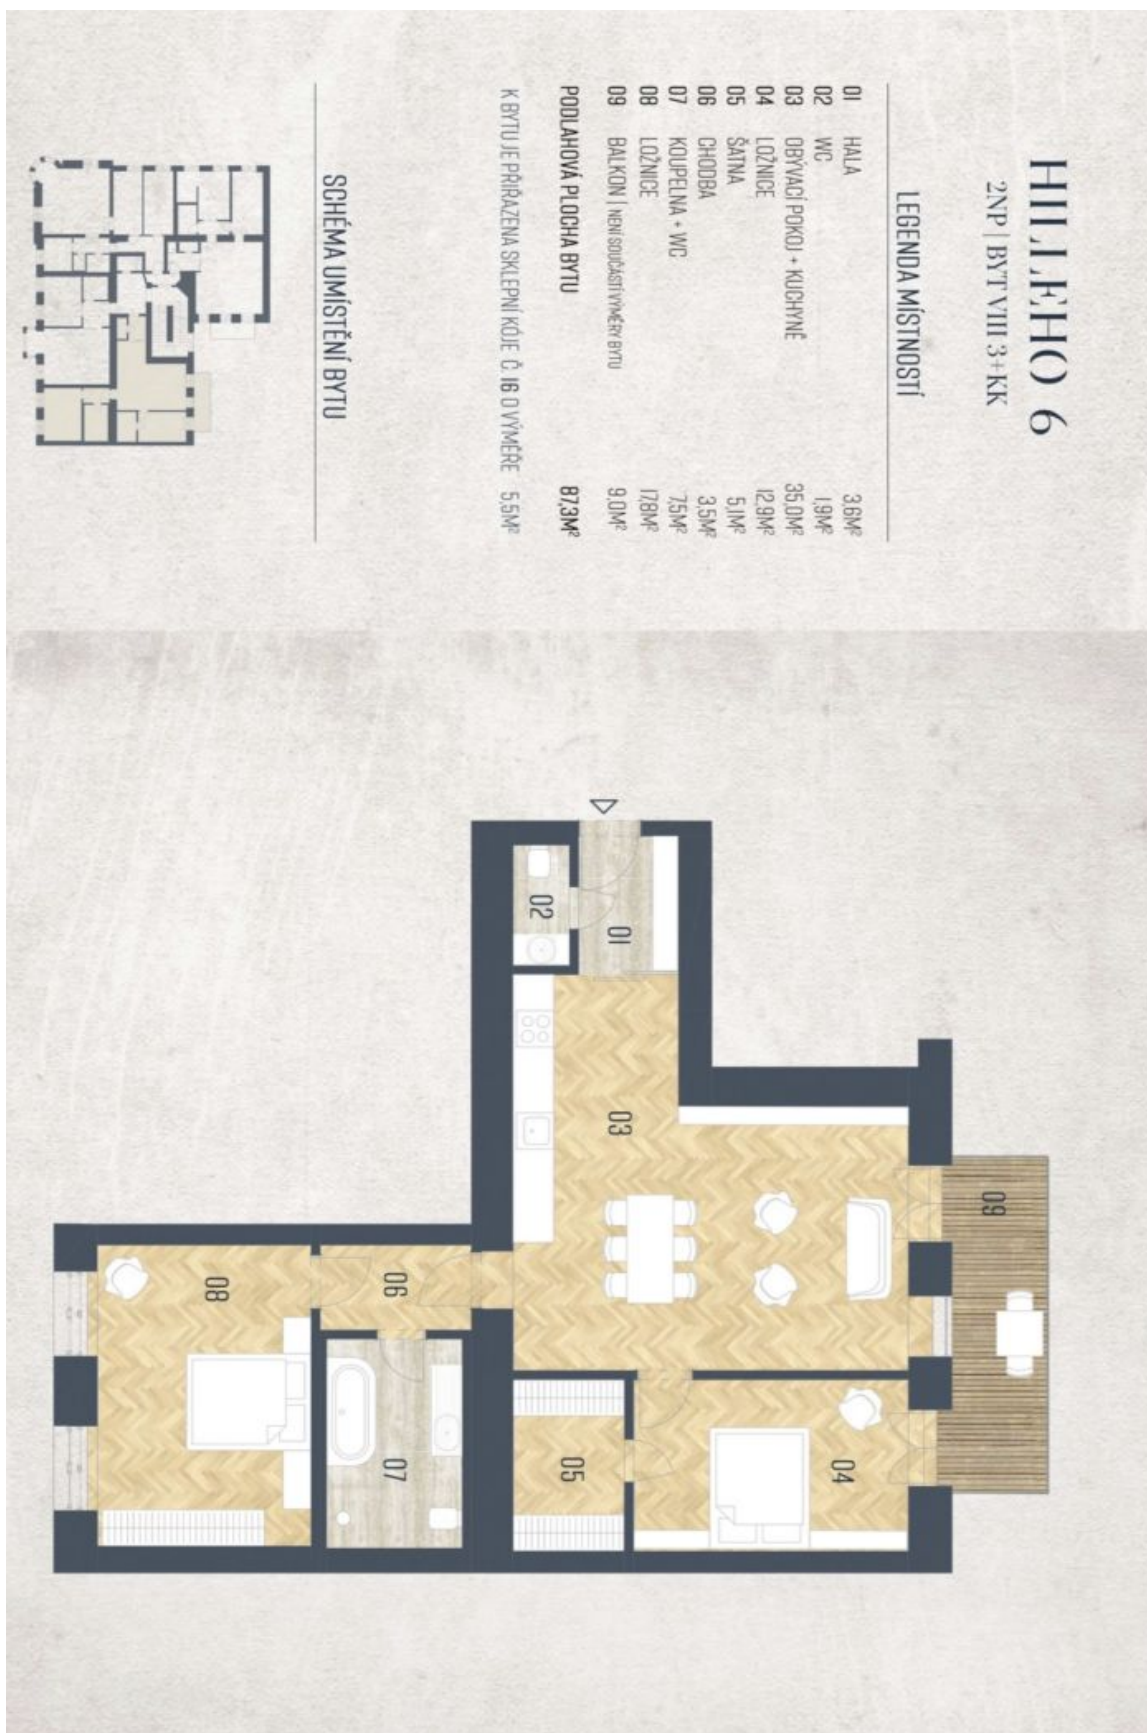 HILLEHO 6
2NP | BYT VIII 3+KK
LEGENDA MÍSTNOSTÍ
01 HALA 3,6M²
02 WC 1,9M²
03 OBÝVACÍ POKOJ + KUCHYNĚ 35,0M²
04 LOŽNICE 12,9M²
05 ŠATNA 5,1M²
06 CHODBA 3,5M²
07 KOUPELNA + WC 7,5M²
08 LOŽNICE 17,8M²
09 BALKON | NENÍ SOUČÁSTÍ VÝMĚRY BYTU 9,0M²
PODLAHOVÁ PLOCHA BYTU 87,3M²
K BYTU JE PŘIŘAZENA SKLEPNÍ KÓJE Č. 16 O VÝMĚŘE 5,5M²
SCHÉMA UMÍSTĚNÍ BYTU
09
04
03
01
02
05
06
07
08